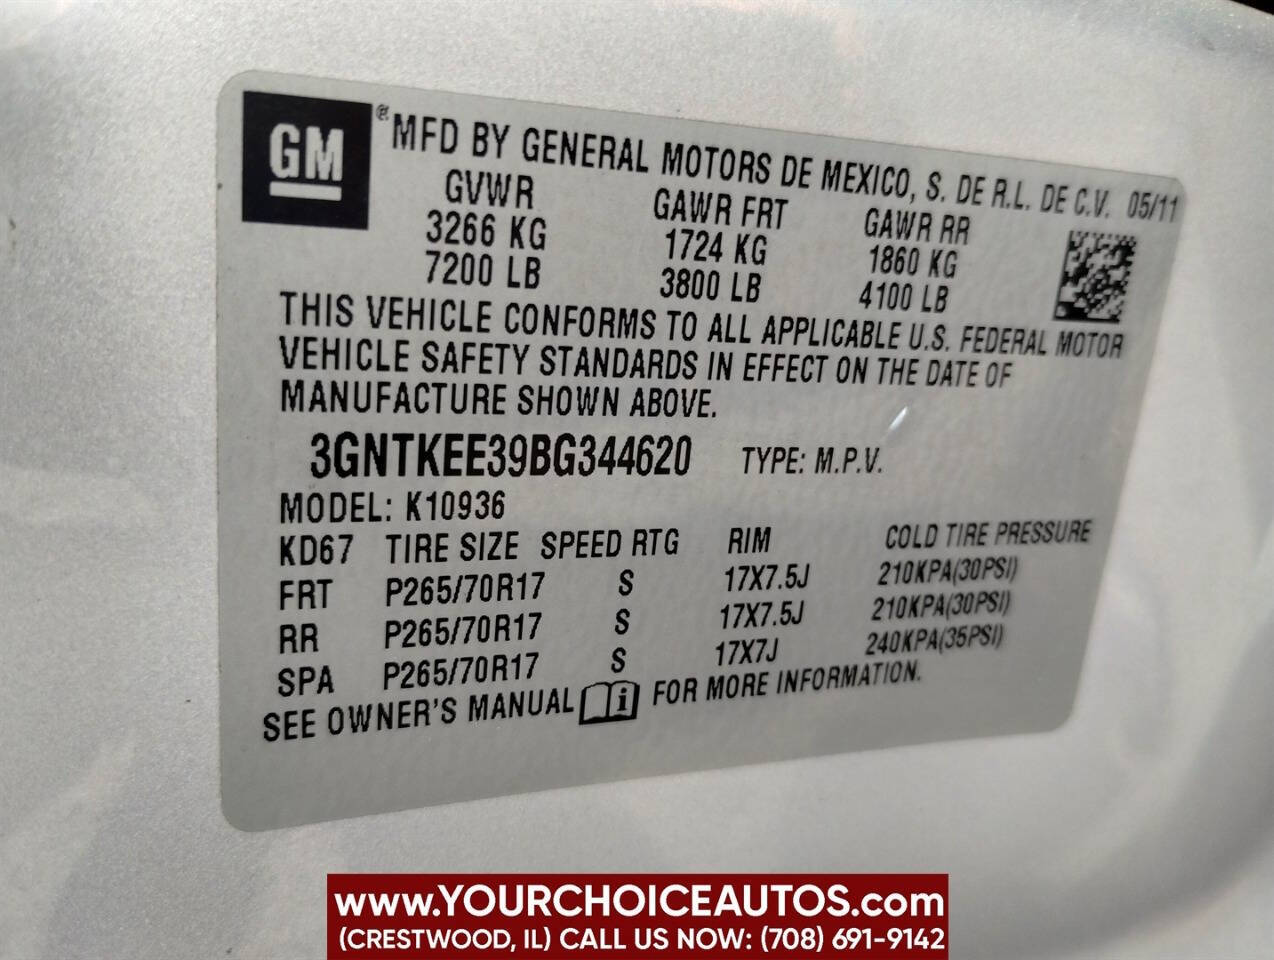 GM ® MFD BY GENERAL MOTORS DE MEXICO, S. DE R.L. DE C.V. 05/11
GVWR GAWR FRT GAWR RR
3266 KG 1724 KG 1860 KG
7200 LB 3800 LB 4100 LB
THIS VEHICLE CONFORMS TO ALL APPLICABLE U.S. FEDERAL MOTOR
VEHICLE SAFETY STANDARDS IN EFFECT ON THE DATE OF
MANUFACTURE SHOWN ABOVE.
3GNTKEE39BG344620 TYPE: M.P.V.
MODEL: K10936
KD67 TIRE SIZE SPEED RTG RIM COLD TIRE PRESSURE
FRT P265/70R17 S 17X7.5J 210KPA(30PSI)
RR P265/70R17 S 17X7.5J 210KPA(30PSI)
SPA P265/70R17 S 17X7J 240KPA(35PSI)
SEE OWNER'S MANUAL i FOR MORE INFORMATION.
www.YOURCHOICEAUTOS.com
(CRESTWOOD, IL) CALL US NOW: (708) 691-9142